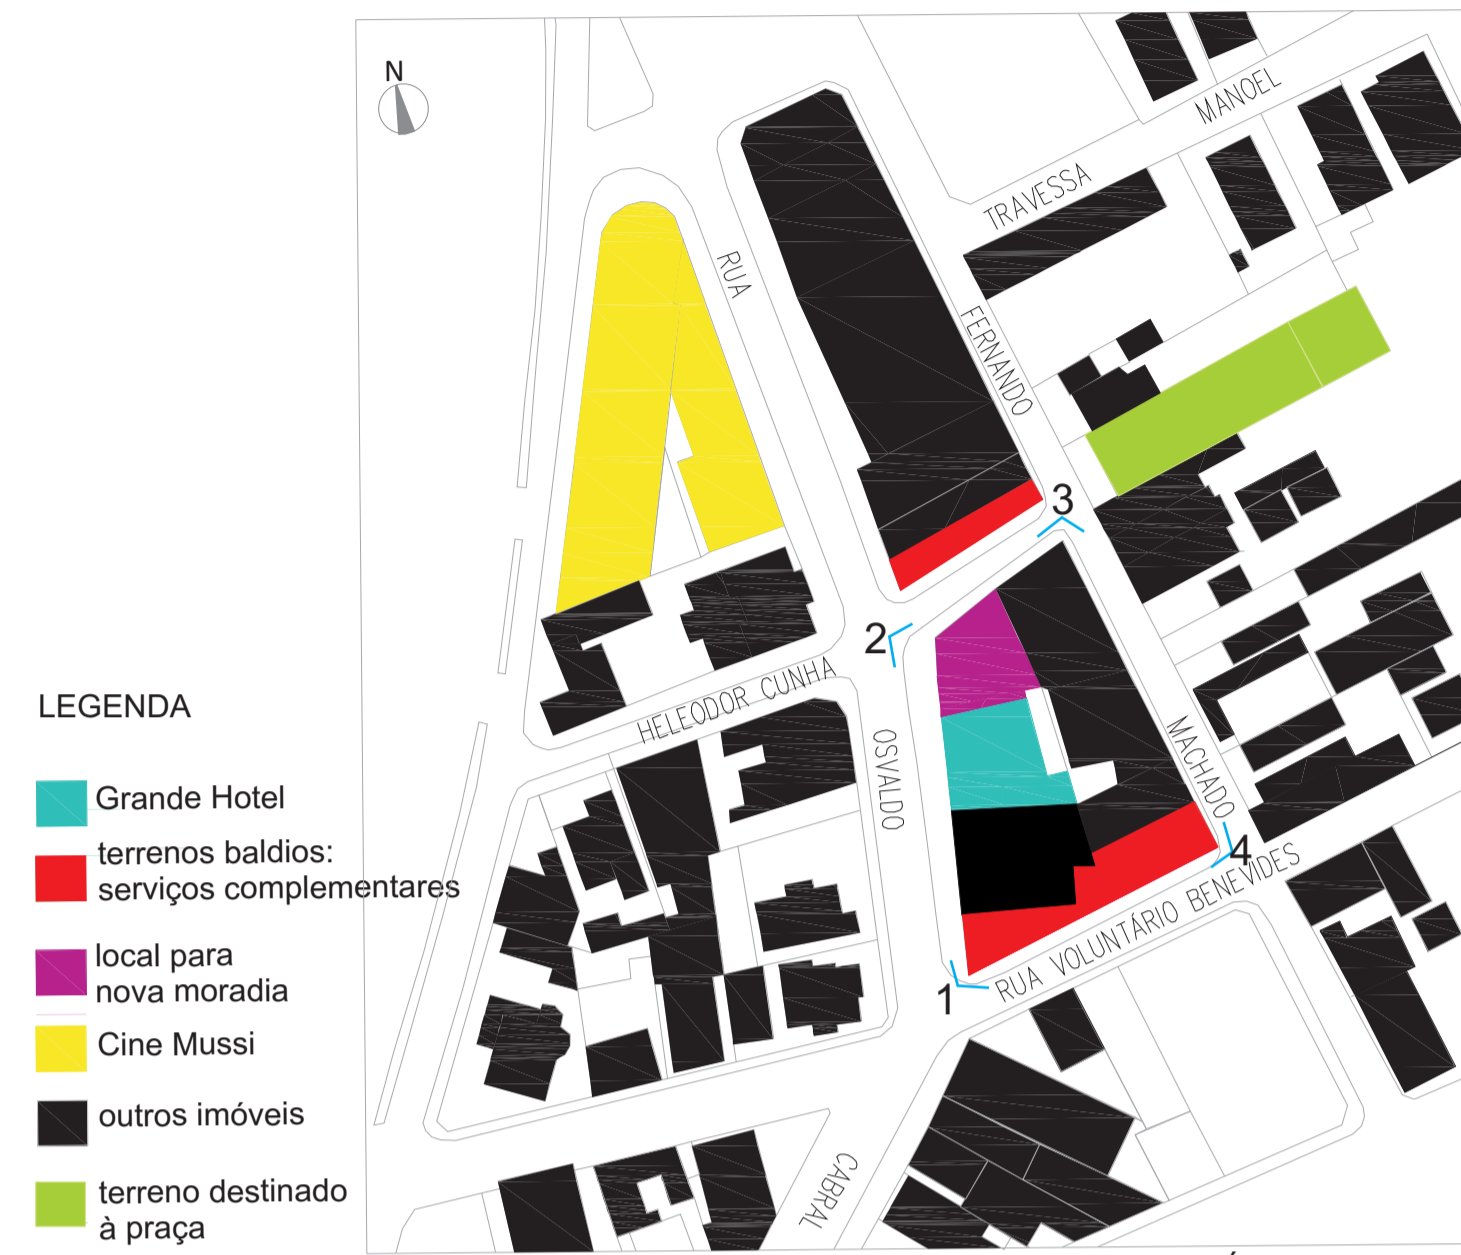 N
MANOEL
TRAVESSA
RUA
FERNANDO
3
2
HELEODOR CUNHA
OSVALDO
MACHADO
4
RUA VOLUNTÁRIO BENEVIDES
1
CABRAL
LEGENDA
Grande Hotel
terrenos baldios:
serviços complementares
local para
nova moradia
Cine Mussi
outros imóveis
terreno destinado
à praça